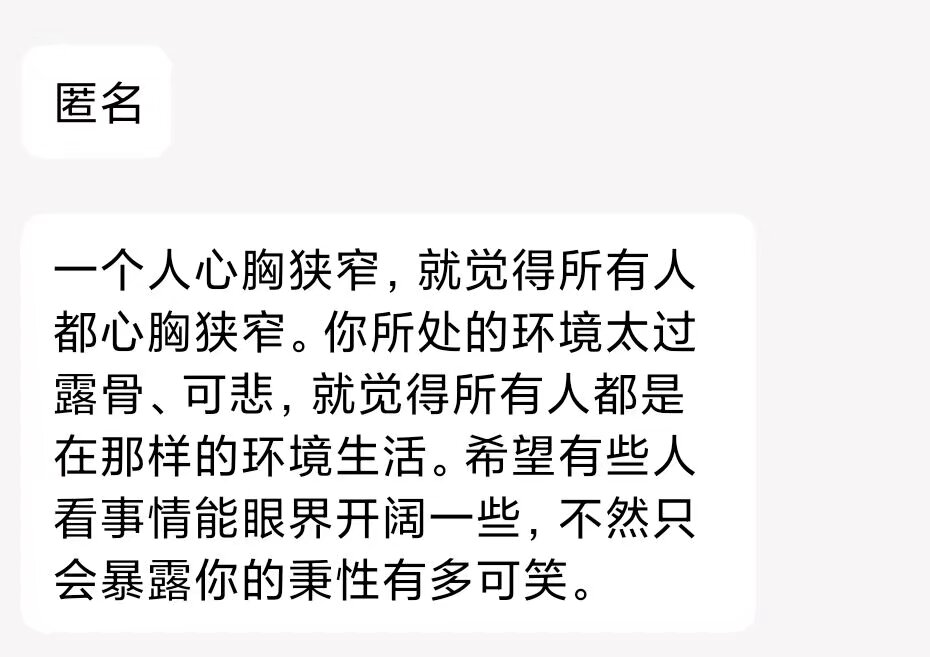 匿名
一个人心胸狭窄，就觉得所有人
都心胸狭窄。你所处的环境太过
露骨、可悲，就觉得所有人都是
在那样的环境生活。希望有些人
看事情能眼界开阔一些，不然只
会暴露你的秉性有多可笑。